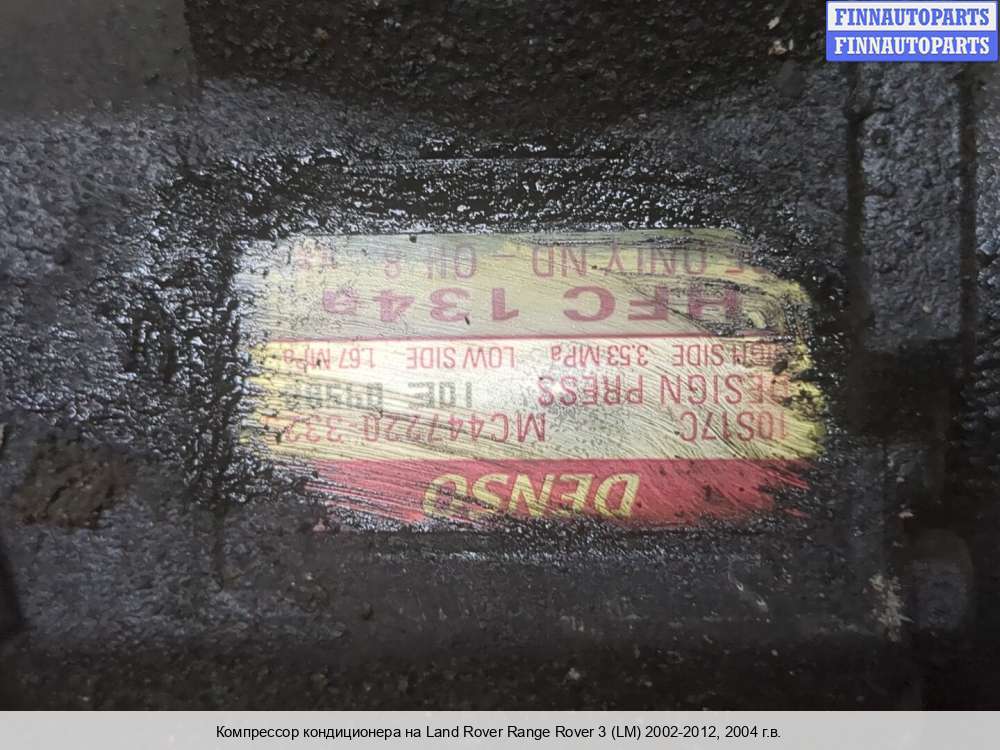 FINNAUTOPARTS
FINNAUTOPARTS
DENSO
10S17C MC447220-332
DESIGN PRESS
HIGH SIDE 3.53 MPa LOW SIDE 1.67 MPa
HFC 134a
ONLY ND-OIL 8
Компрессор кондиционера на Land Rover Range Rover 3 (LM) 2002-2012, 2004 г.в.